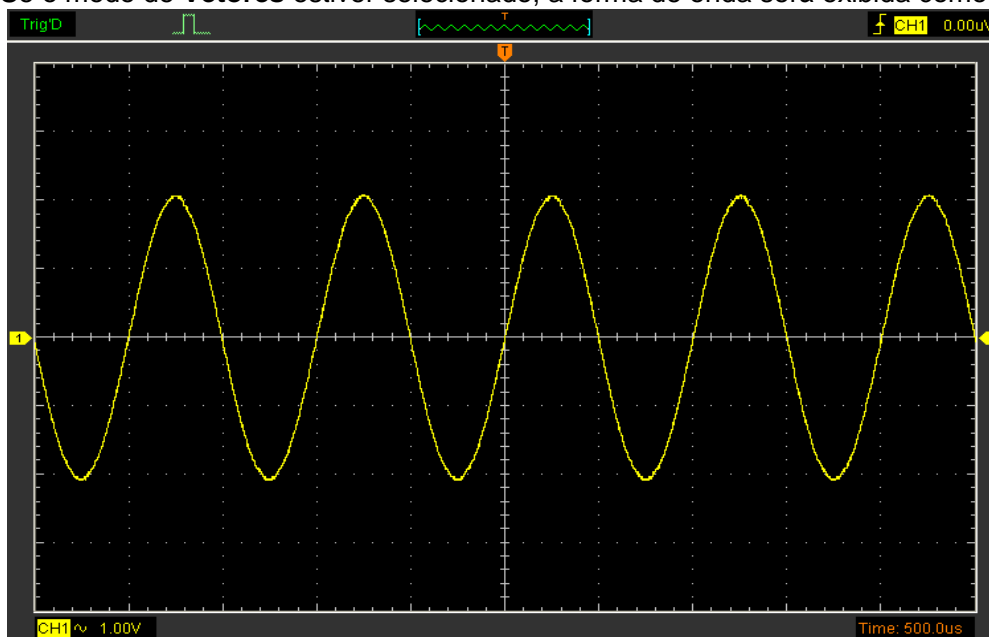 Se o modo de Vetores estiver selecionado, a forma de onda será exibida como
Trig'D T CH1 0.00uV
T
1
CH1 ∿ 1.00V Time: 500.0us